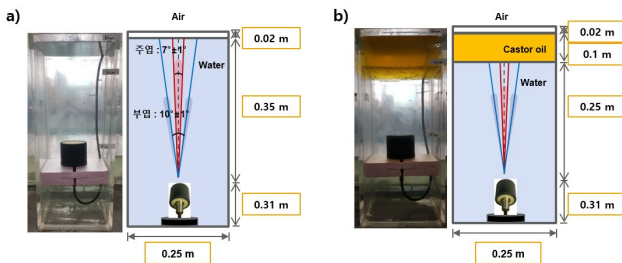 a)
Air
0.02 m
주엽 : 7°±1°
Water
0.35 m
부엽 : 10°±1°
0.31 m
0.25 m
b)
Air
0.02 m
Castor oil
0.1 m
Water
0.25 m
0.31 m
0.25 m